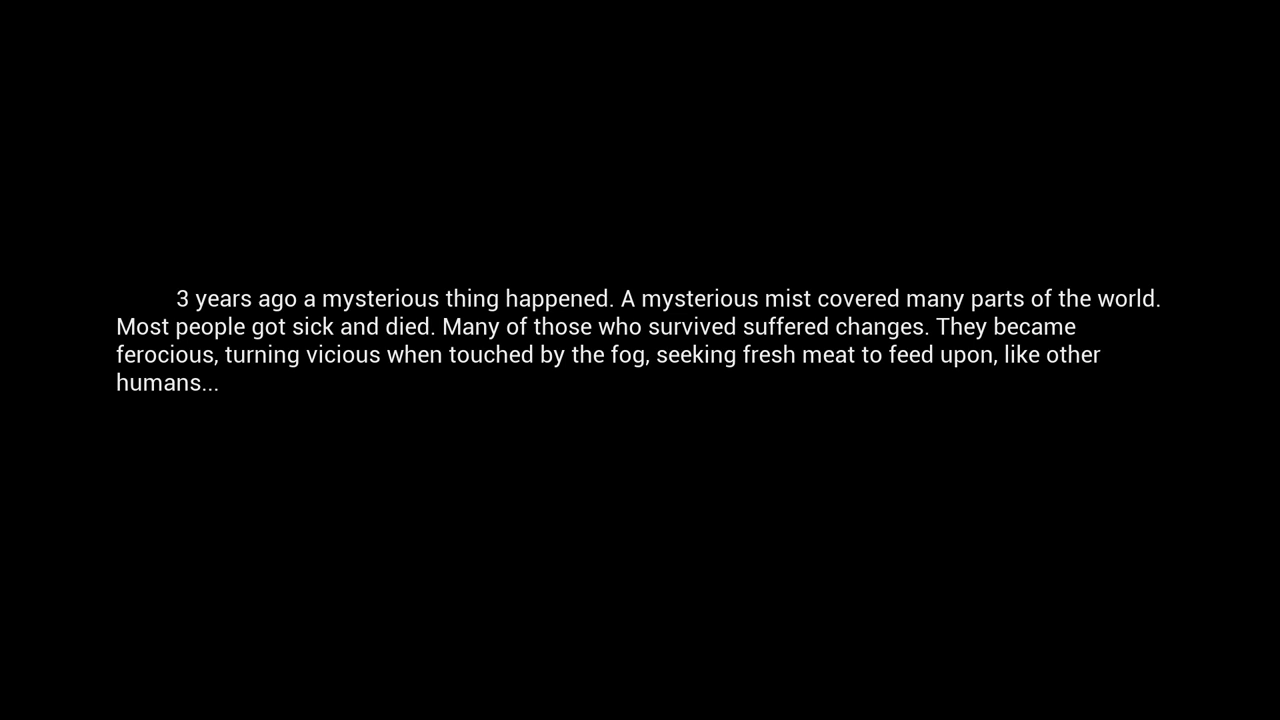 3 years ago a mysterious thing happened. A mysterious mist covered many parts of the world.
Most people got sick and died. Many of those who survived suffered changes. They became
ferocious, turning vicious when touched by the fog, seeking fresh meat to feed upon, like other
humans...